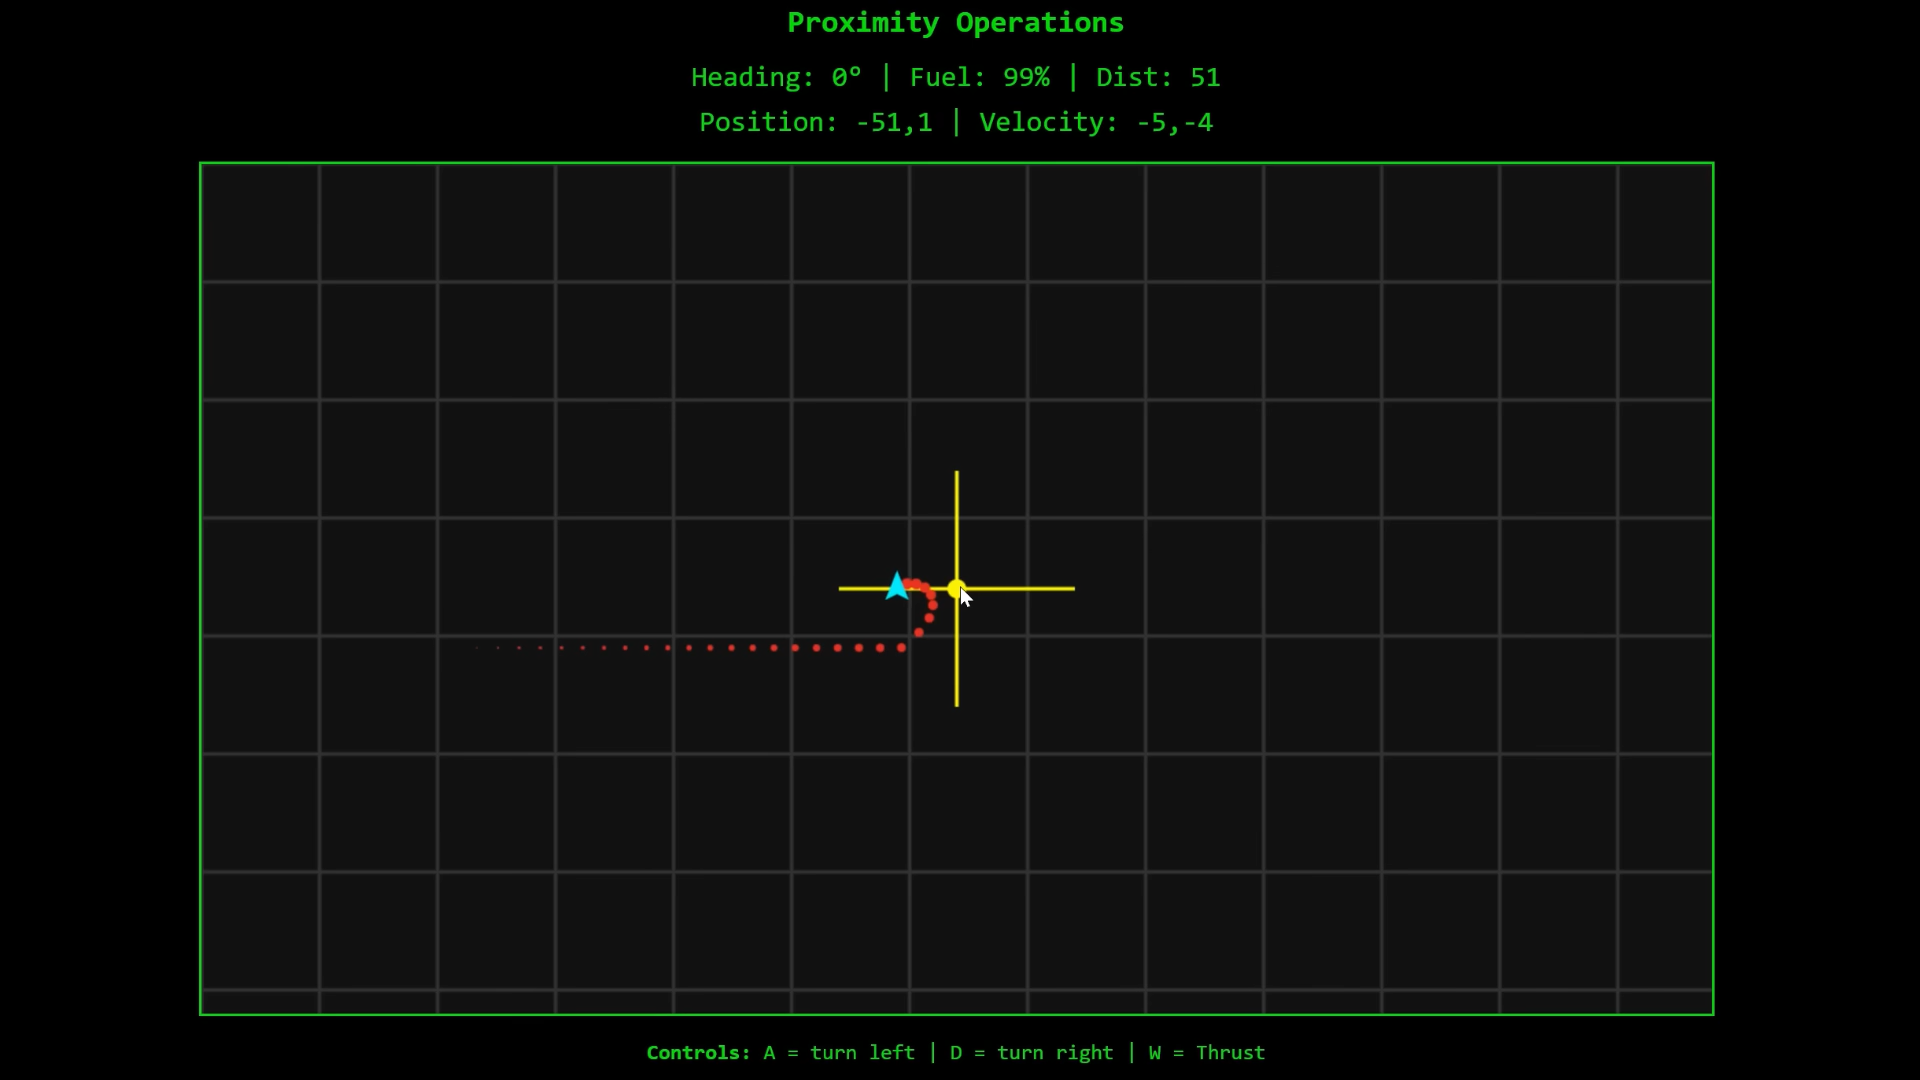 Proximity Operations
Heading: 0° | Fuel: 99% | Dist: 51
Position: -51,1 | Velocity: -5,-4
Controls: A = turn left | D = turn right | W = Thrust